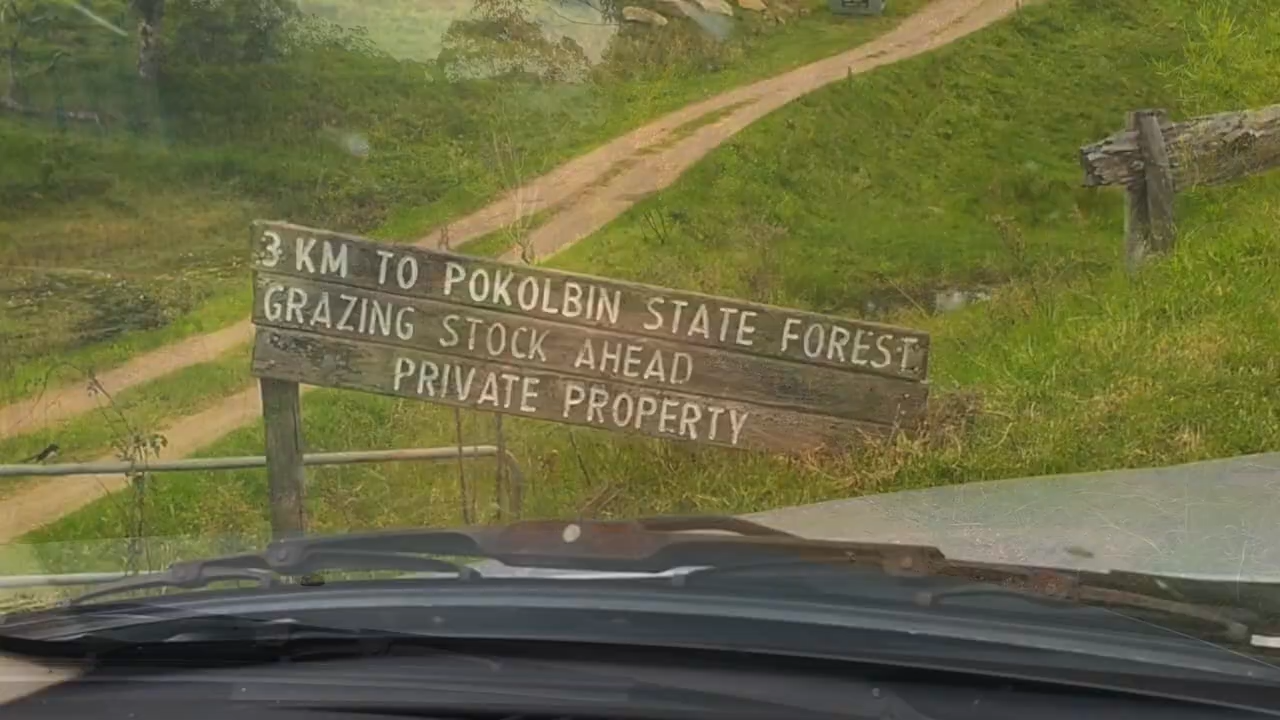 3 KM TO POKOLBIN STATE FOREST
GRAZING STOCK AHEAD
PRIVATE PROPERTY